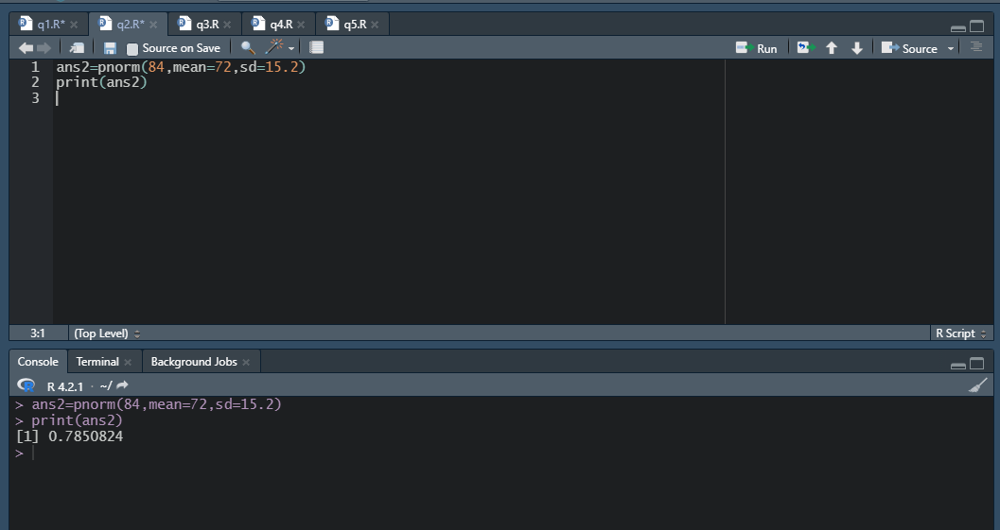 q1.R* q2.R* q3.R q4.R q5.R
Source on Save Run Source
1 ans2=pnorm(84,mean=72,sd=15.2)
2 print(ans2)
3
3:1 (Top Level) R Script
Console Terminal Background Jobs
R 4.2.1 · ~/
> ans2=pnorm(84,mean=72,sd=15.2)
> print(ans2)
[1] 0.7850824
>